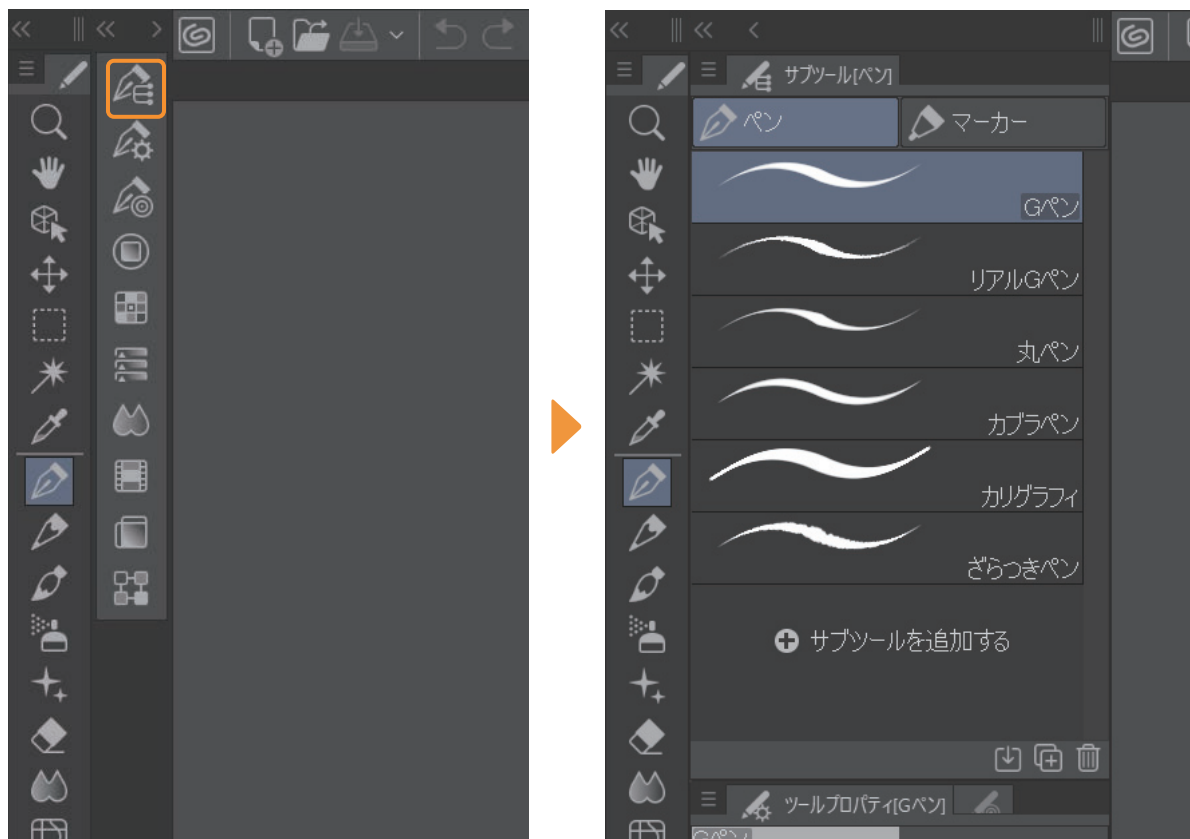 サブツール[ペン]
ペン
マーカー
Gペン
リアルGペン
丸ペン
カブラペン
カリグラフィ
ざらつきペン
サブツールを追加する
ツールプロパティ[Gペン]
Gペン